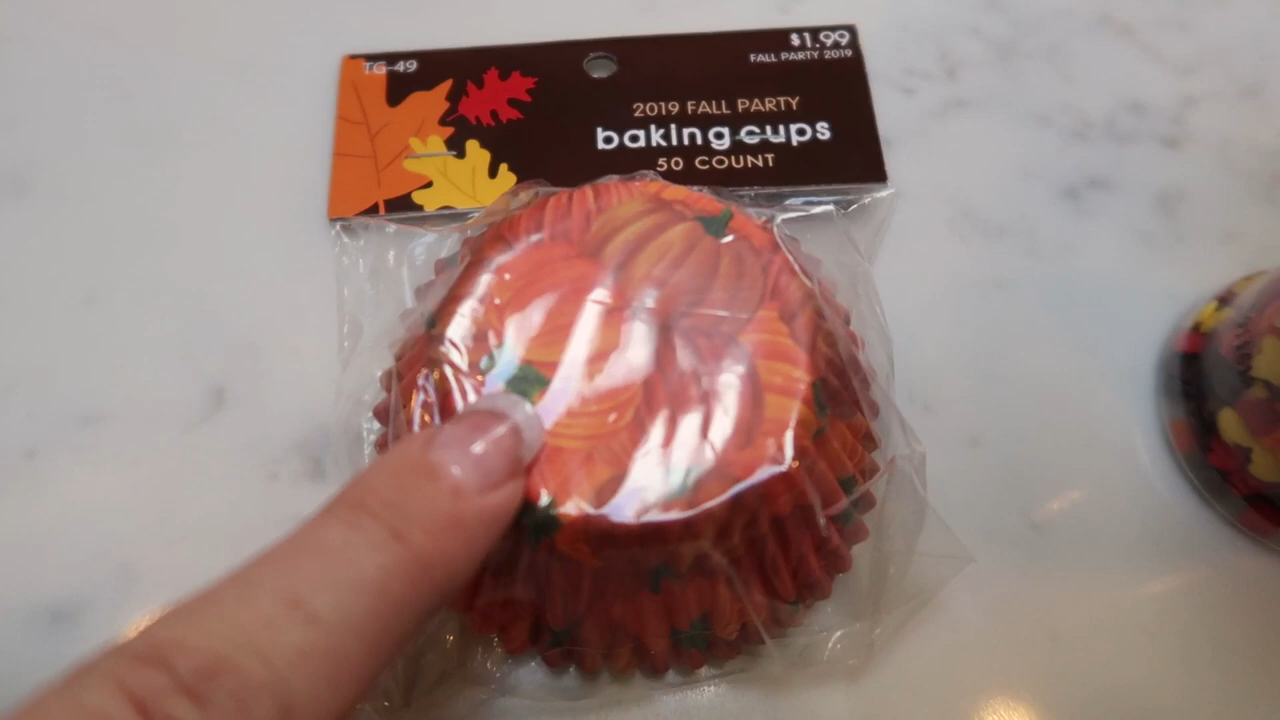 TG-49
$1.99
FALL PARTY 2019
2019 FALL PARTY
baking cups
50 COUNT